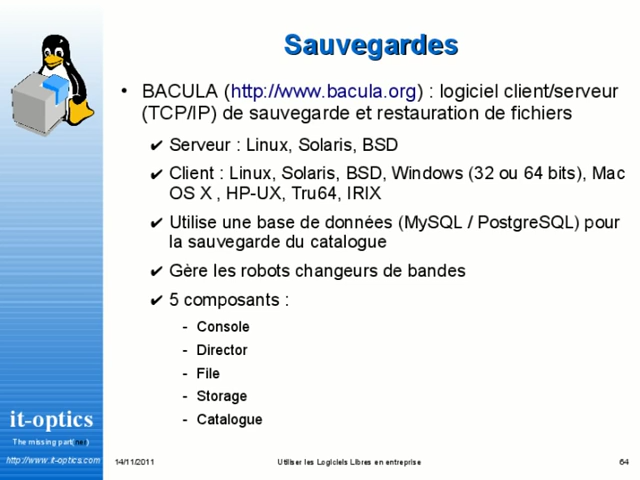 Sauvegardes
• BACULA (http://www.bacula.org) : logiciel client/serveur
(TCP/IP) de sauvegarde et restauration de fichiers
✔ Serveur : Linux, Solaris, BSD
✔ Client : Linux, Solaris, BSD, Windows (32 ou 64 bits), Mac
OS X , HP-UX, Tru64, IRIX
✔ Utilise une base de données (MySQL / PostgreSQL) pour
la sauvegarde du catalogue
✔ Gère les robots changeurs de bandes
✔ 5 composants :
- Console
- Director
- File
- Storage
- Catalogue
it-optics
The missing part(ner)
http://www.it-optics.com
14/11/2011
Utiliser les Logiciels Libres en entreprise
64